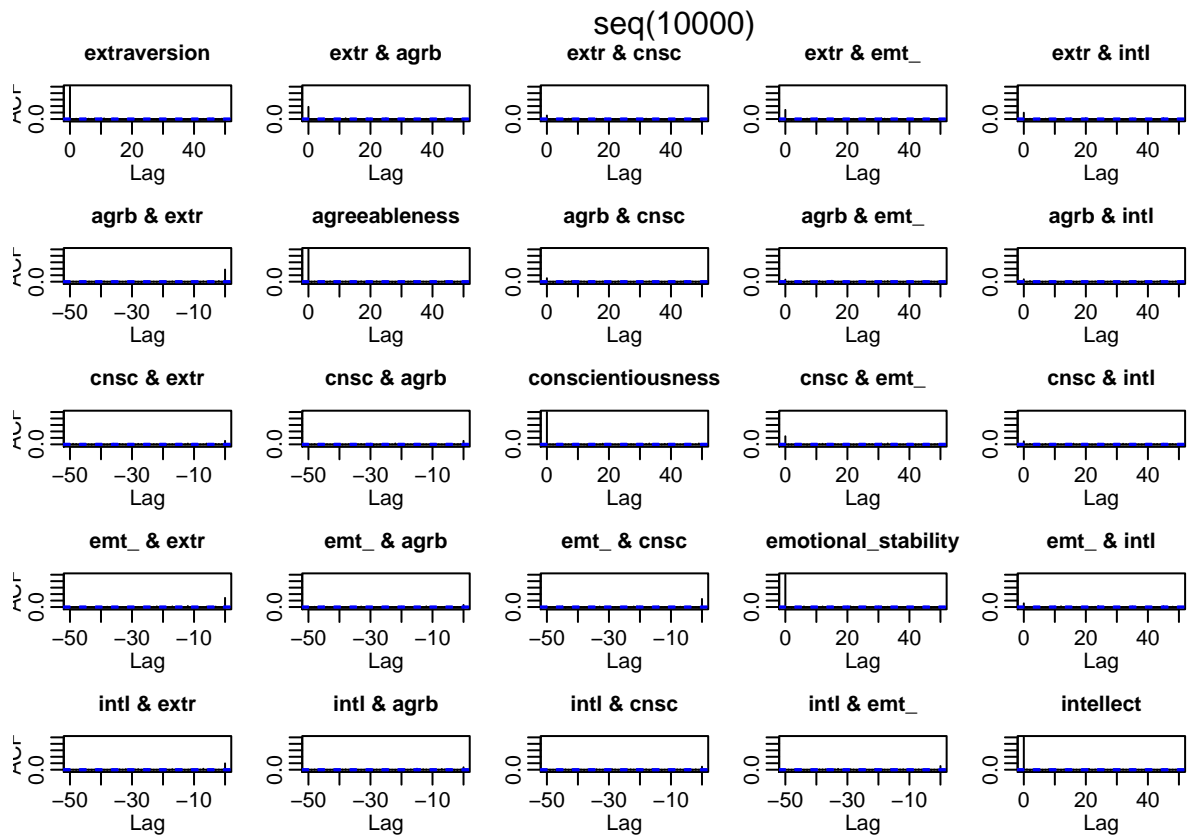 seq(10000)
extraversion extr & agrb extr & cnsc extr & emt_ extr & intl
0.0 0.0 0.0 0.0 0.0
0 20 40 0 20 40 0 20 40 0 20 40 0 20 40
Lag Lag Lag Lag Lag
agrb & extr agreeableness agrb & cnsc agrb & emt_ agrb & intl
0.0 0.0 0.0 0.0 0.0
−50 −30 −10 0 20 40 0 20 40 0 20 40 0 20 40
Lag Lag Lag Lag Lag
cnsc & extr cnsc & agrb conscientiousness cnsc & emt_ cnsc & intl
0.0 0.0 0.0 0.0 0.0
−50 −30 −10 −50 −30 −10 0 20 40 0 20 40 0 20 40
Lag Lag Lag Lag Lag
emt_ & extr emt_ & agrb emt_ & cnsc emotional_stability emt_ & intl
0.0 0.0 0.0 0.0 0.0
−50 −30 −10 −50 −30 −10 −50 −30 −10 0 20 40 0 20 40
Lag Lag Lag Lag Lag
intl & extr intl & agrb intl & cnsc intl & emt_ intellect
0.0 0.0 0.0 0.0 0.0
−50 −30 −10 −50 −30 −10 −50 −30 −10 −50 −30 −10 0 20 40
Lag Lag Lag Lag Lag